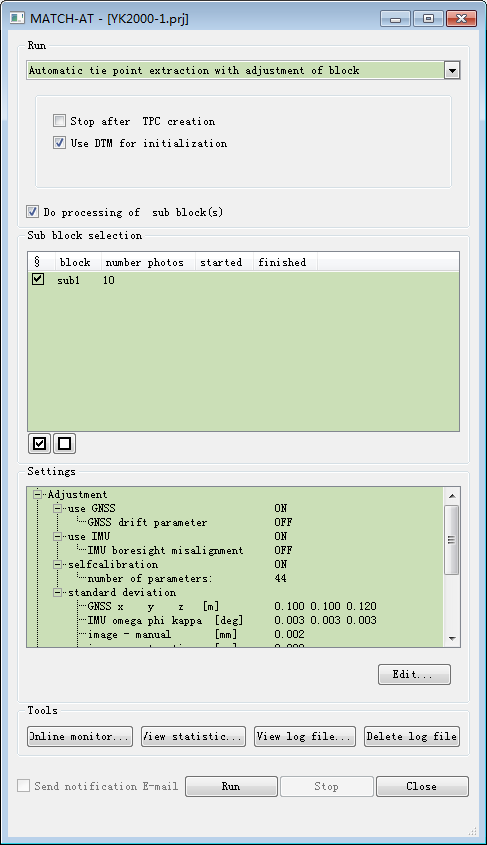 MATCH-AT - [YK2000-1.prj]
Run
Automatic tie point extraction with adjustment of block
Stop after TPC creation
Use DTM for initialization
Do processing of sub block(s)
Sub block selection
§ block number photos started finished
sub1 10
Settings
Adjustment
use GNSS ON
GNSS drift parameter OFF
use IMU ON
IMU boresight misalignment OFF
selfcalibration ON
number of parameters: 44
standard deviation
GNSS x y z [m] 0.100 0.100 0.120
IMU omega phi kappa [deg] 0.003 0.003 0.003
image - manual [mm] 0.002
Edit...
Tools
Online monitor... View statistic... View log file... Delete log file
Send notification E-mail Run Stop Close